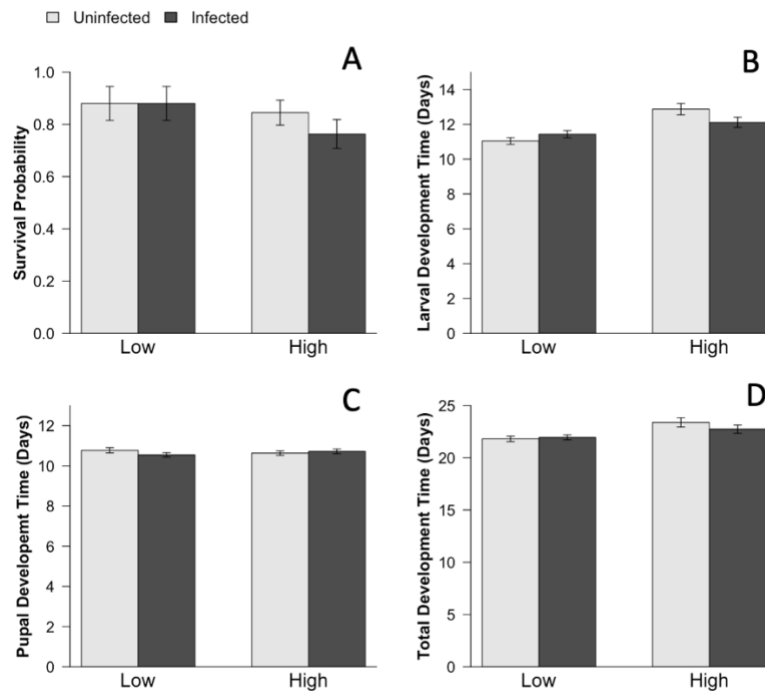 Uninfected Infected
A
Survival Probability
1.0
0.8
0.6
0.4
0.2
0.0
Low High
B
Larval Development Time (Days)
14
12
10
8
6
4
2
0
Low High
C
Pupal Developemt Time (Days)
12
10
8
6
4
2
0
Low High
D
Total Development Time (Days)
25
20
15
10
5
0
Low High